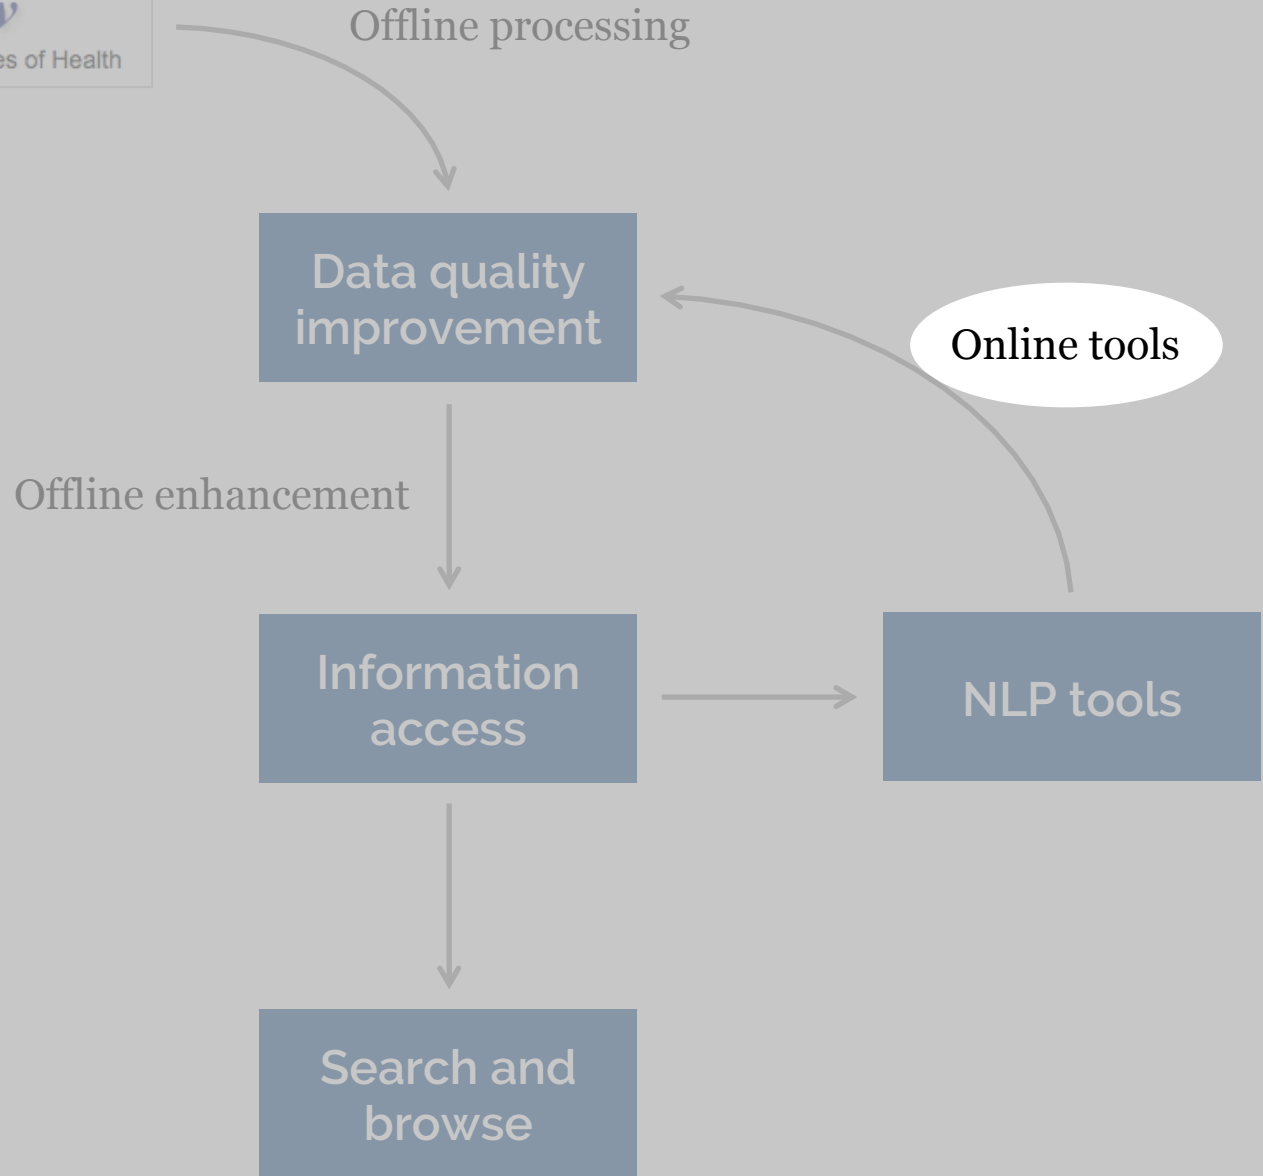 es of Health
Offline processing
Data quality
improvement
Online tools
Offline enhancement
Information
access
NLP tools
Search and
browse